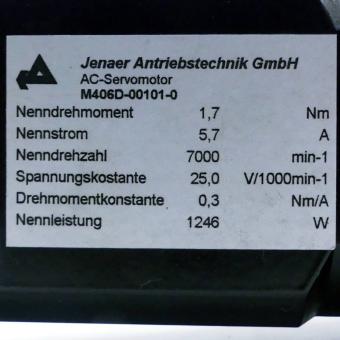 Jenaer Antriebstechnik GmbH
AC-Servomotor
M406D-00101-0
Nenndrehmoment 1,7 Nm
Nennstrom 5,7 A
Nenndrehzahl 7000 min-1
Spannungskostante 25,0 V/1000min-1
Drehmomentkonstante 0,3 Nm/A
Nennleistung 1246 W